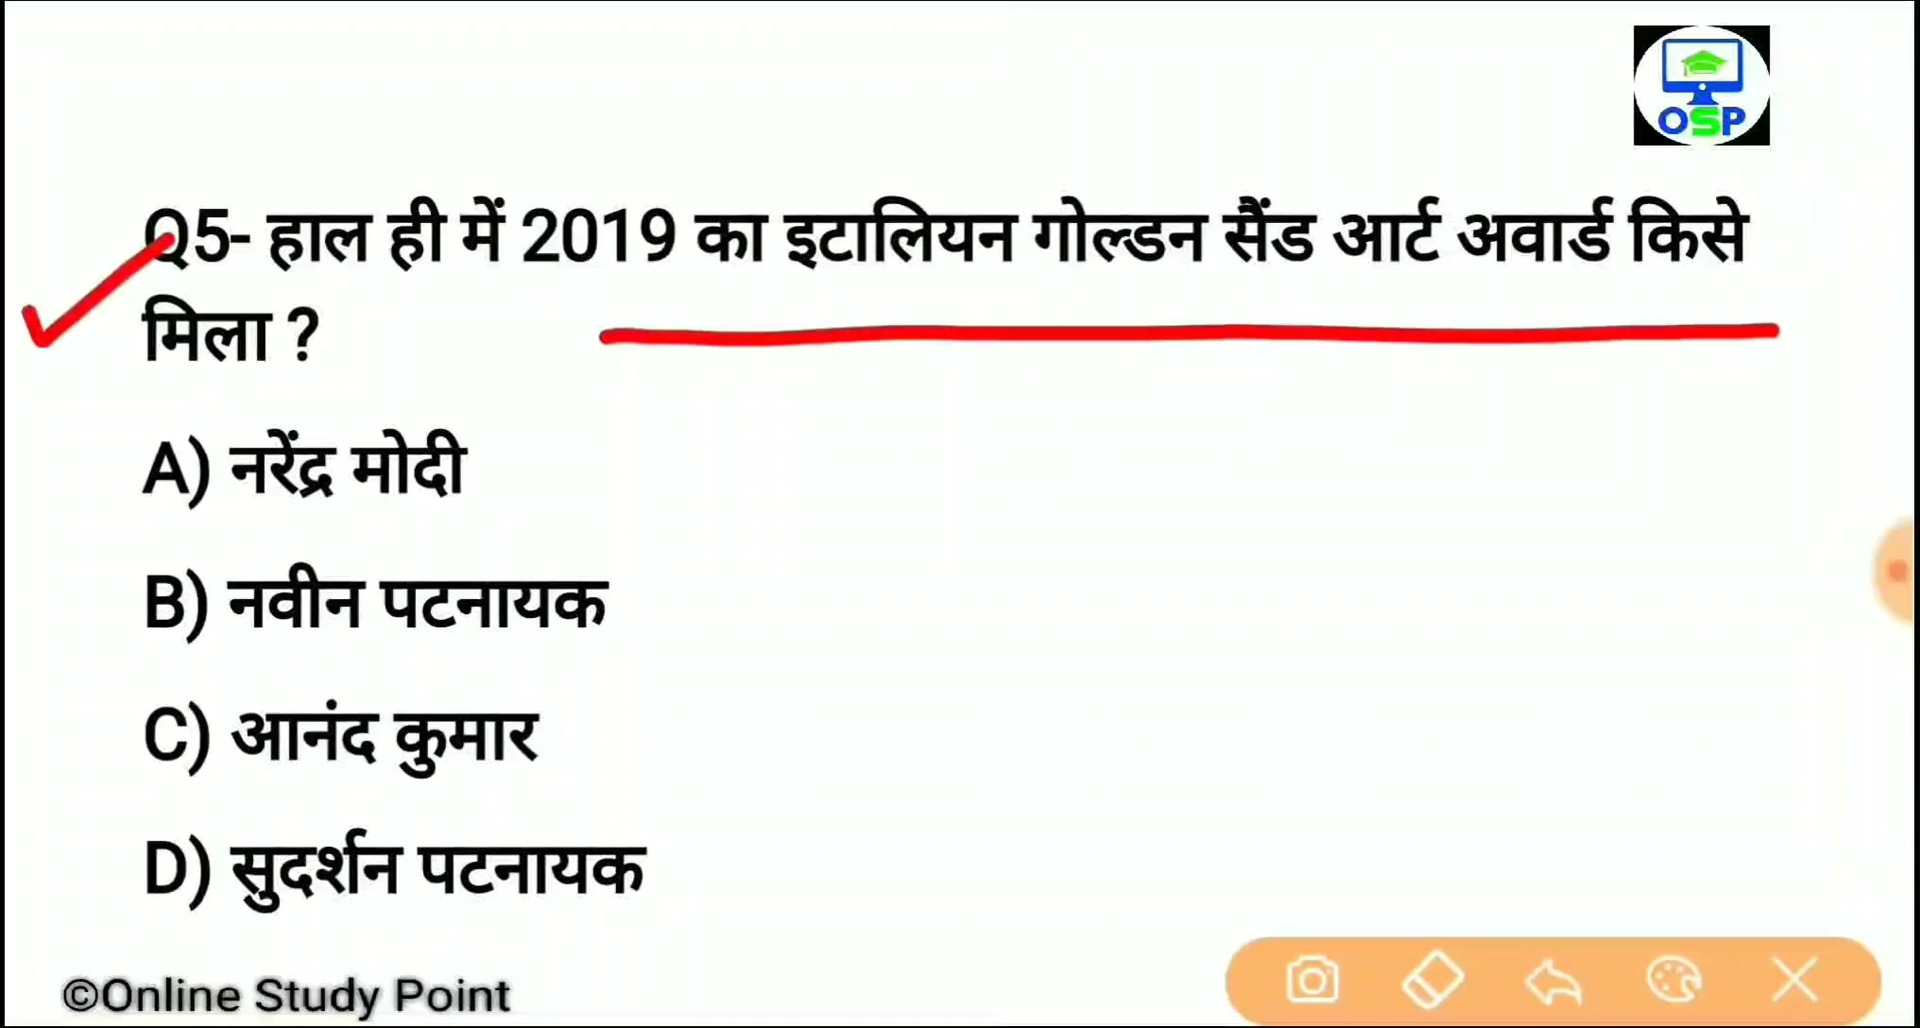 OSP
Q5- हाल ही में 2019 का इटालियन गोल्डन सैंड आर्ट अवार्ड किसे
मिला ?
A) नरेंद्र मोदी
B) नवीन पटनायक
C) आनंद कुमार
D) सुदर्शन पटनायक
©Online Study Point